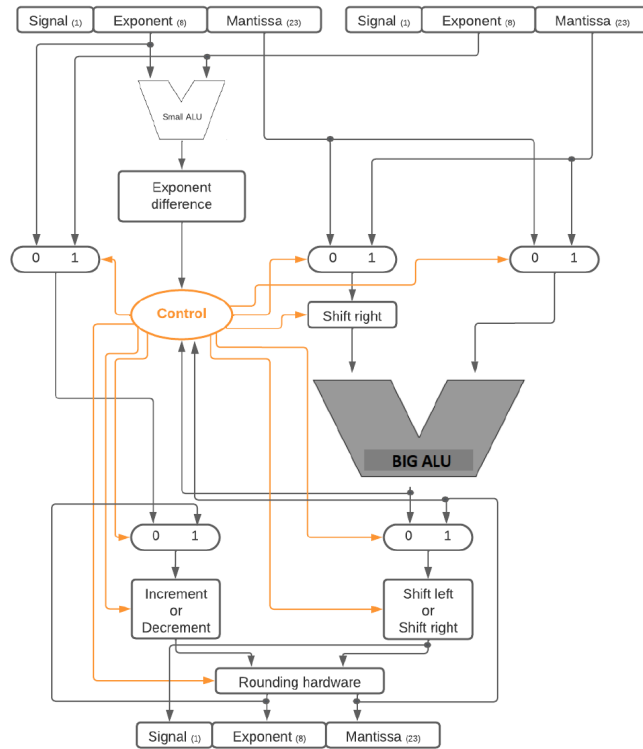 Signal (1) Exponent (8) Mantissa (23) Signal (1) Exponent (8) Mantissa (23)
Small ALU
Exponent
difference
0 1 0 1 0 1
Control
Shift right
BIG ALU
0 1 0 1
Increment
or
Decrement
Shift left
or
Shift right
Rounding hardware
Signal (1) Exponent (8) Mantissa (23)